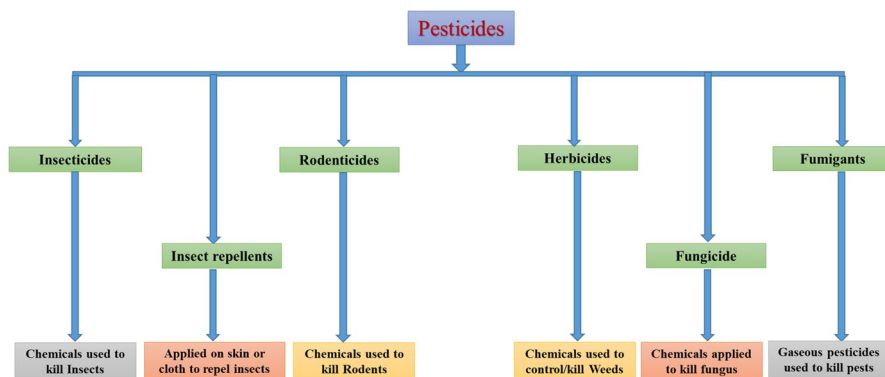 Pesticides
Insecticides
Rodenticides
Herbicides
Fumigants
Insect repellents
Fungicide
Chemicals used to
kill Insects
Applied on skin or
cloth to repel insects
Chemicals used to
kill Rodents
Chemicals used to
control/kill Weeds
Chemicals applied
to kill fungus
Gaseous pesticides
used to kill pests